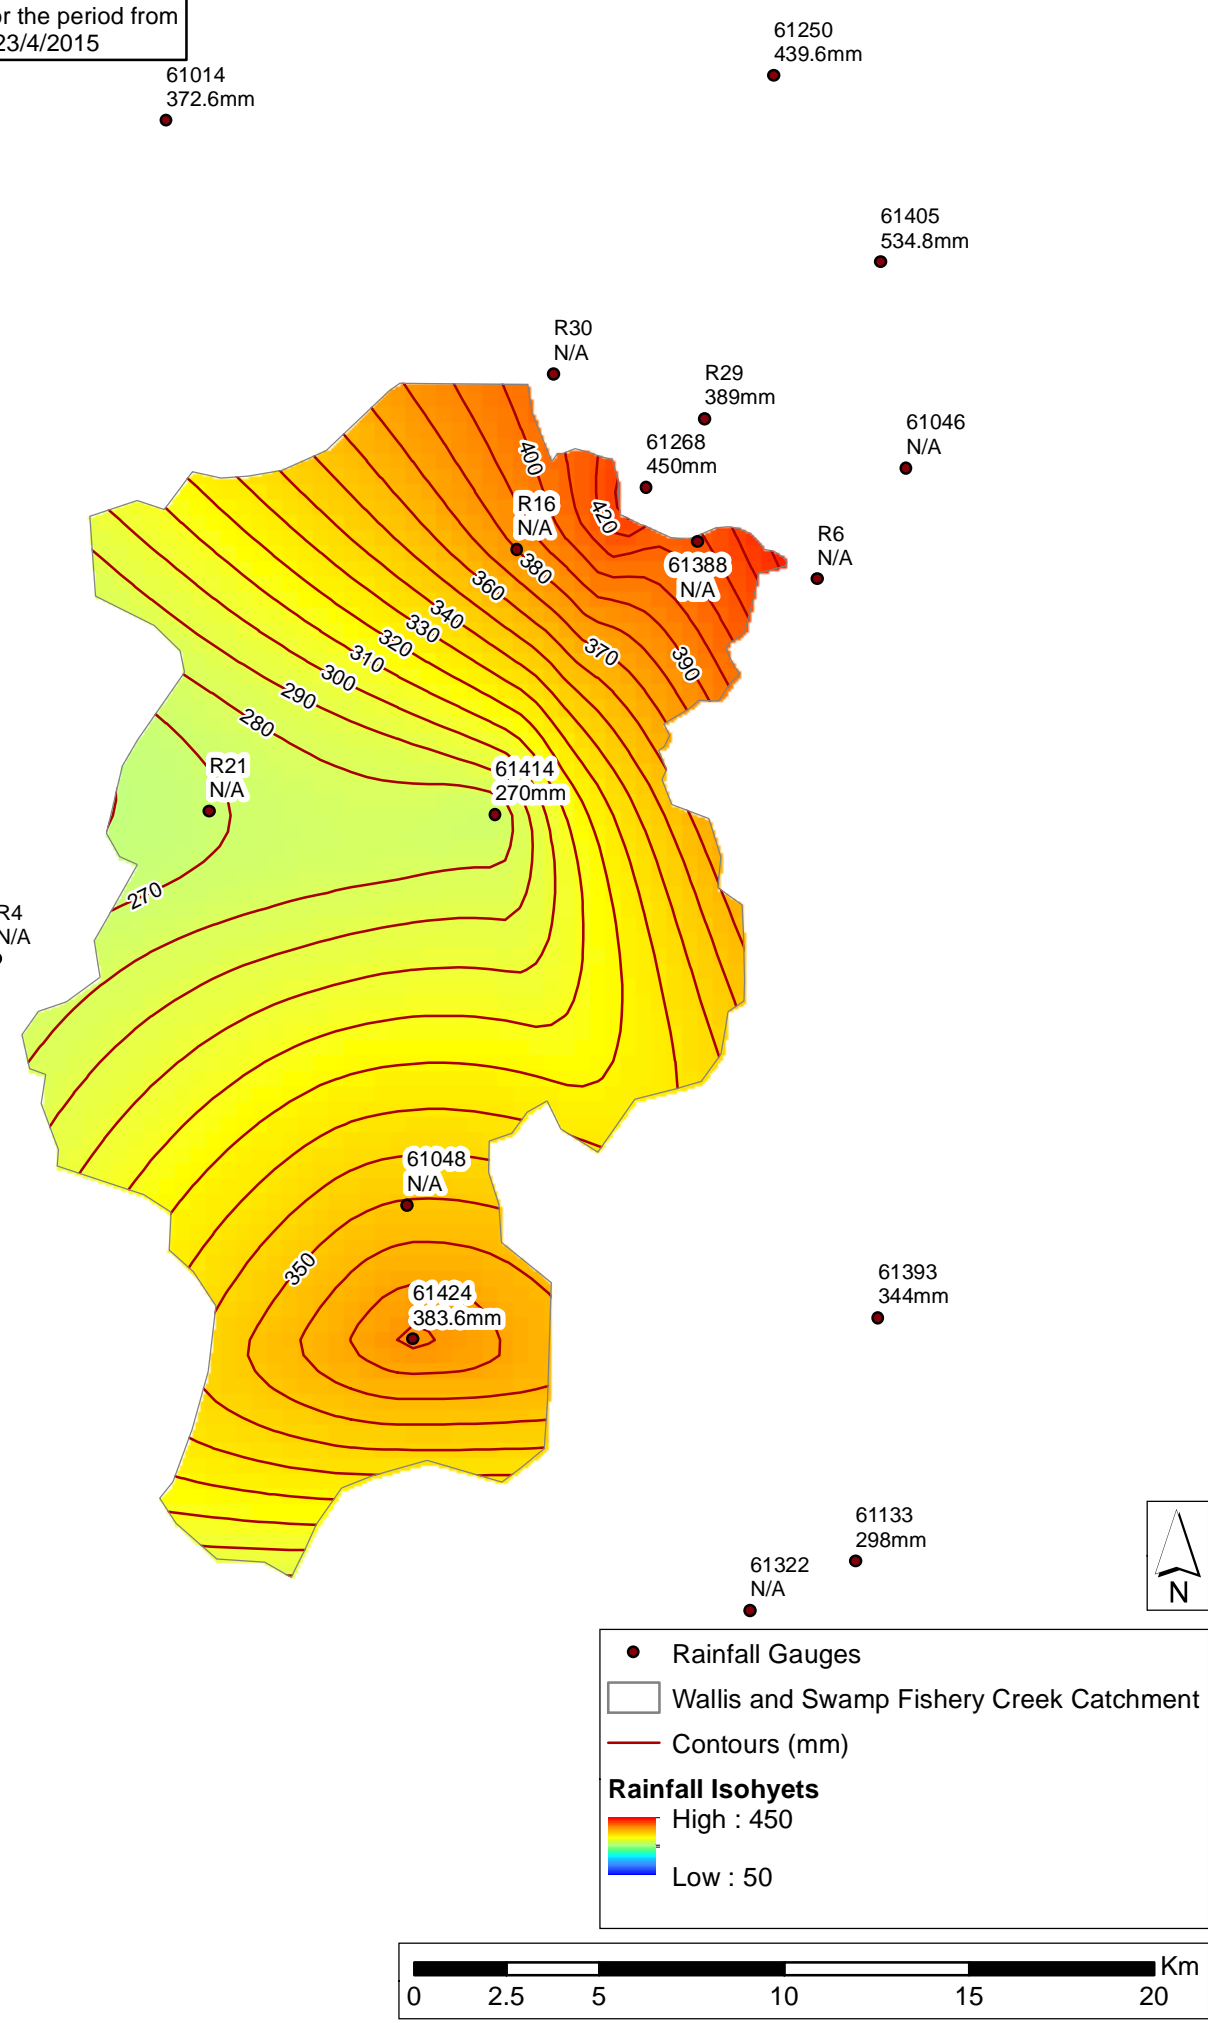 the period from
23/4/2015
61250
439.6mm
61014
372.6mm
61405
534.8mm
R30
N/A
R29
389mm
61046
N/A
61268
450mm
400
R16
N/A
420
R6
N/A
61388
N/A
380
360
340
330
320
310
300
290
280
370
390
R21
N/A
61414
270mm
270
R4
N/A
61048
N/A
350
61424
383.6mm
61393
344mm
61133
298mm
61322
N/A
N
Rainfall Gauges
Wallis and Swamp Fishery Creek Catchment
Contours (mm)
Rainfall Isohyets
High : 450
Low : 50
Km
0 2.5 5 10 15 20